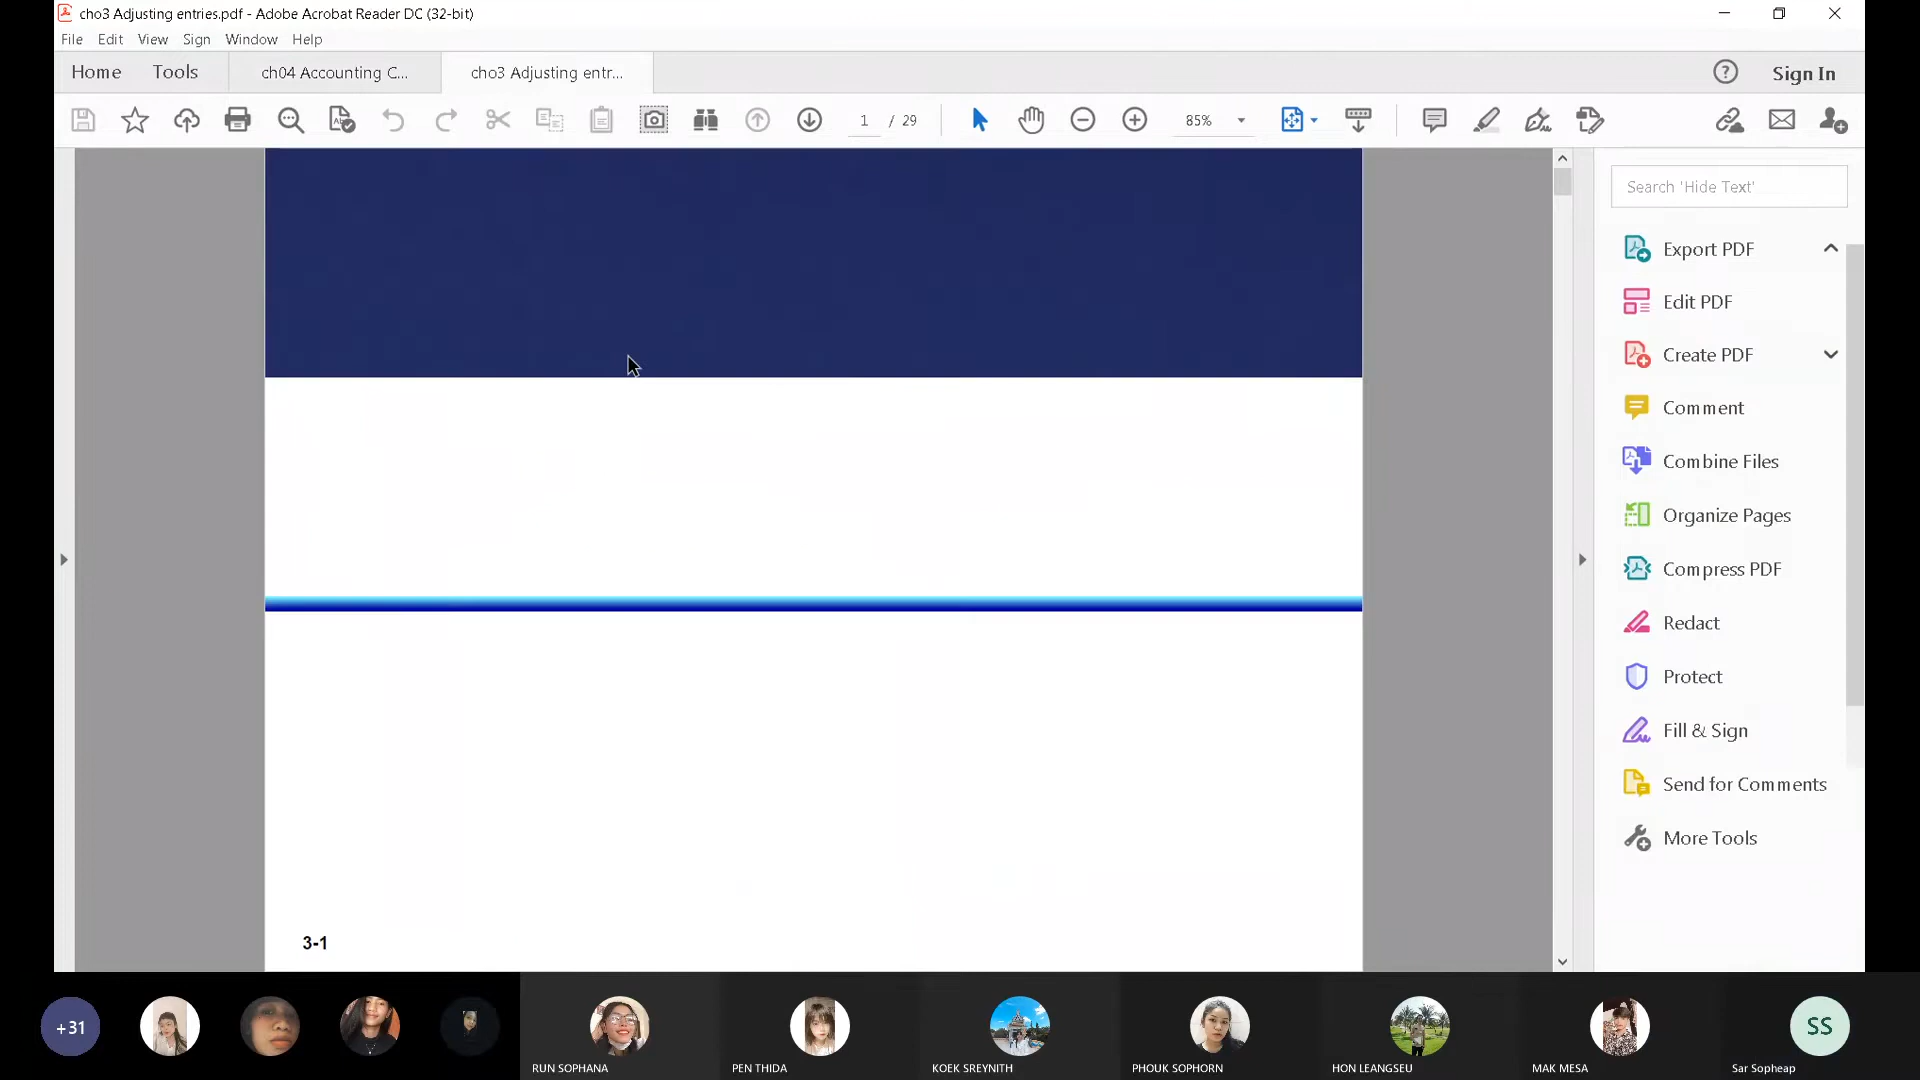 cho3 Adjusting entries.pdf - Adobe Acrobat Reader DC (32-bit)
File Edit View Sign Window Help
Home Tools ch04 Accounting C... cho3 Adjusting entr... Sign In
1 / 29 85%
Search 'Hide Text'
Export PDF
Edit PDF
Create PDF
Comment
Combine Files
Organize Pages
Compress PDF
Redact
Protect
Fill & Sign
Send for Comments
More Tools
3-1
+31 SS
RUN SOPHANA PEN THIDA KOEK SREYNITH PHOUK SOPHORN HON LEANGSEU MAK MESA Sar Sopheap